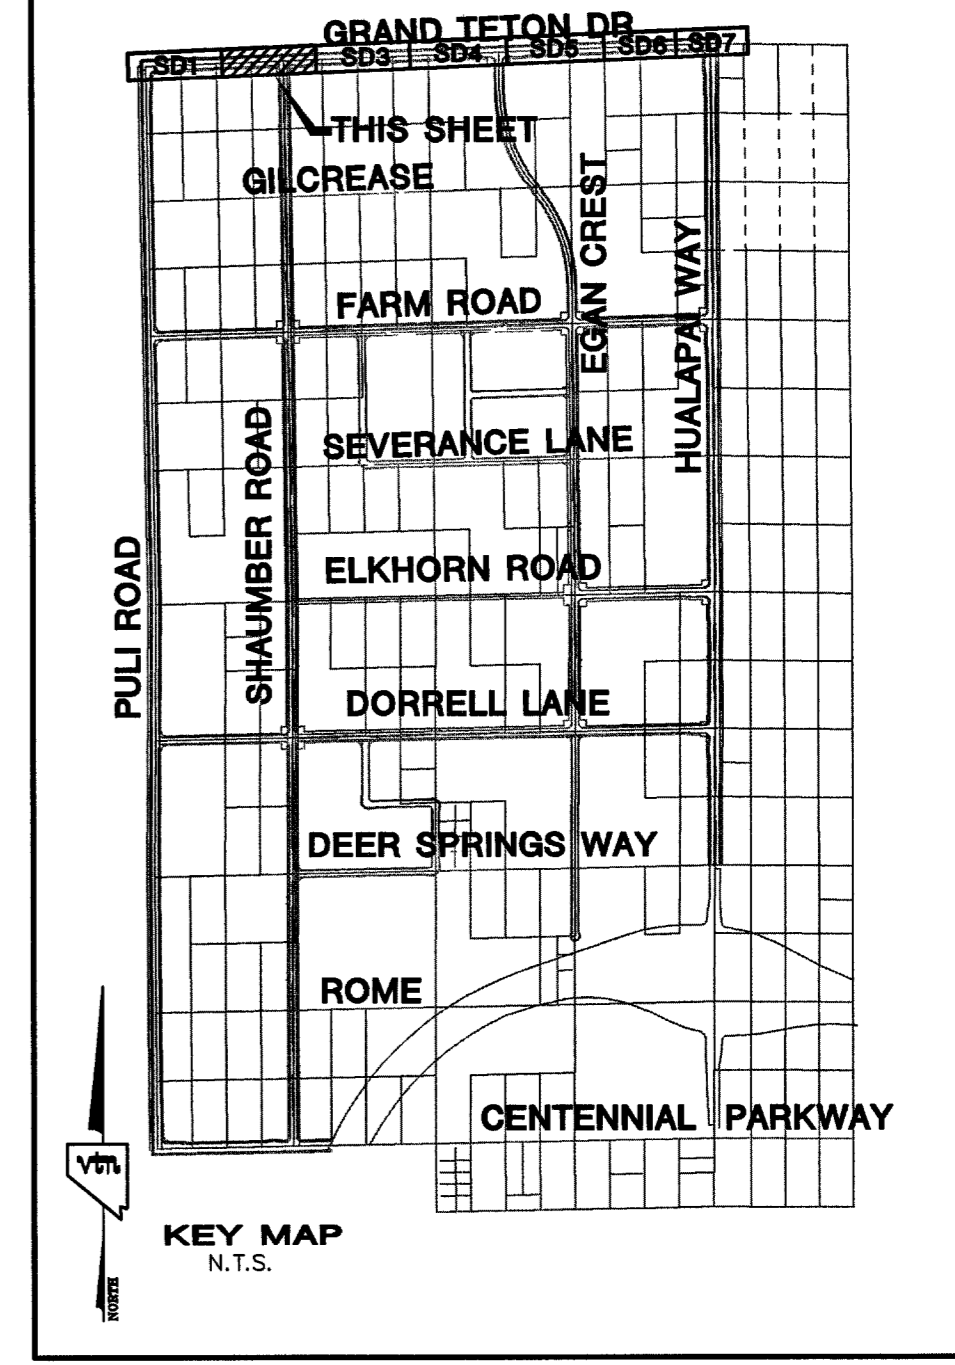 GRAND TETON DR
SD1 SD3 SD4 SD5 SD6 SD7
THIS SHEET
GILCREASE
EGAN CREST
HUALAPAI WAY
FARM ROAD
SEVERANCE LANE
SHAUMBER ROAD
PULI ROAD
ELKHORN ROAD
DORRELL LANE
DEER SPRINGS WAY
ROME
CENTENNIAL PARKWAY
vtn
KEY MAP
N.T.S.
NORTH